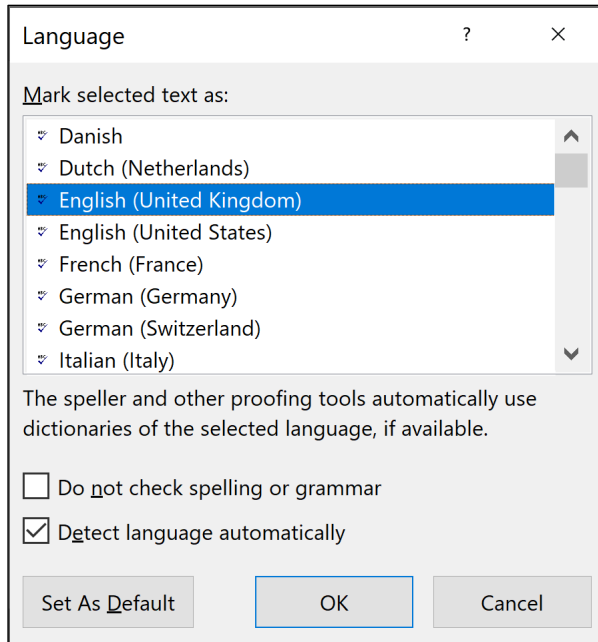 Language ?
Mark selected text as:
Danish
Dutch (Netherlands)
English (United Kingdom)
English (United States)
French (France)
German (Germany)
German (Switzerland)
Italian (Italy)
The speller and other proofing tools automatically use
dictionaries of the selected language, if available.
Do not check spelling or grammar
Detect language automatically
Set As Default OK Cancel